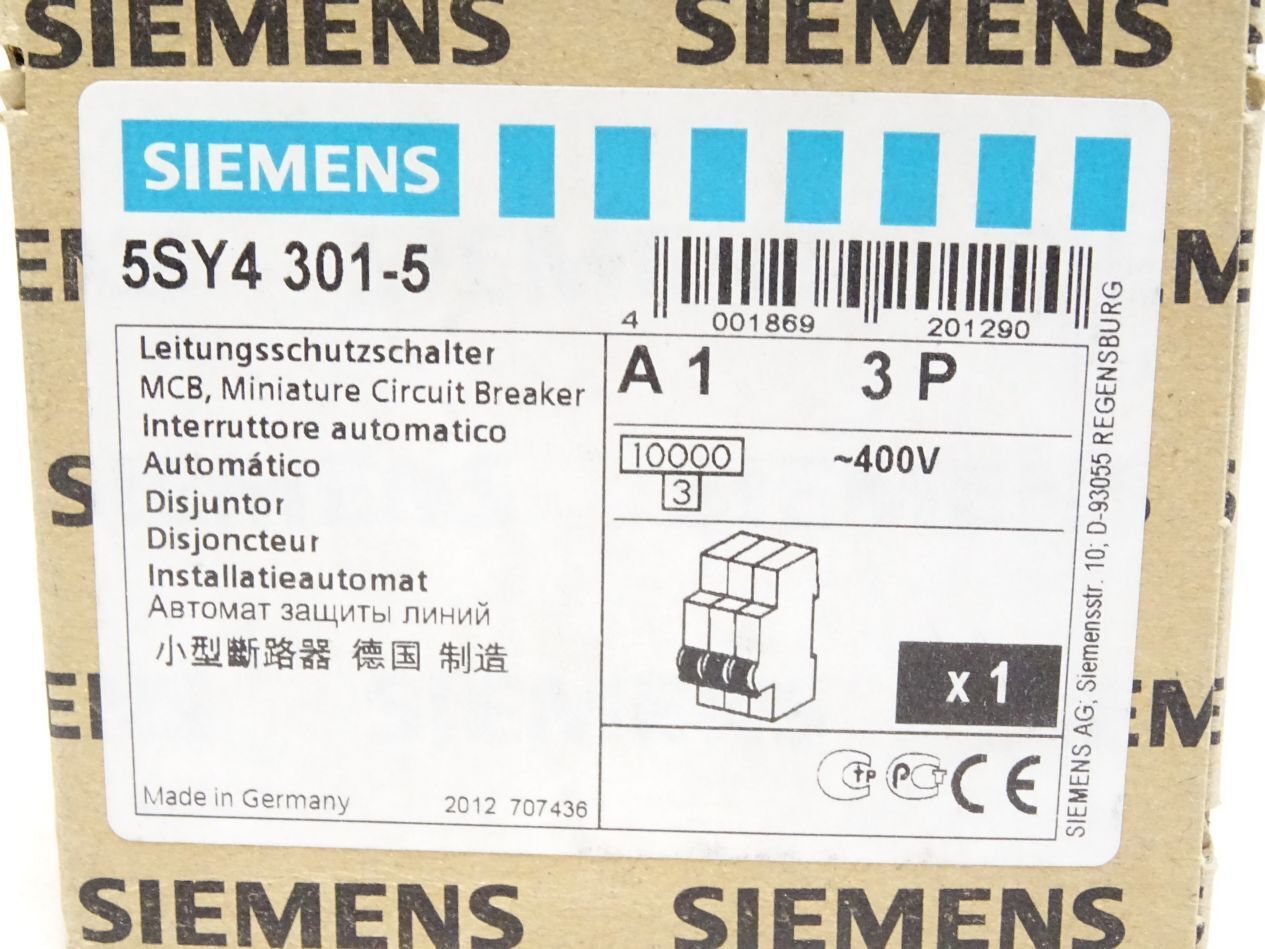 SIEMENS SIEMENS
SIEMENS
5SY4 301-5
4 001869 201290
Leitungsschutzschalter
MCB, Miniature Circuit Breaker
Interruttore automatico
Automático
Disjuntor
Disjoncteur
Installatieautomat
Автомат защиты линий
小型斷路器 德国 制造
Made in Germany 2012 707436
A 1 3 P
10000
3
~400V
x 1
CE
SIEMENS AG; Siemensstr. 10; D-93055 REGENSBURG
SIEMENS SIEMENS